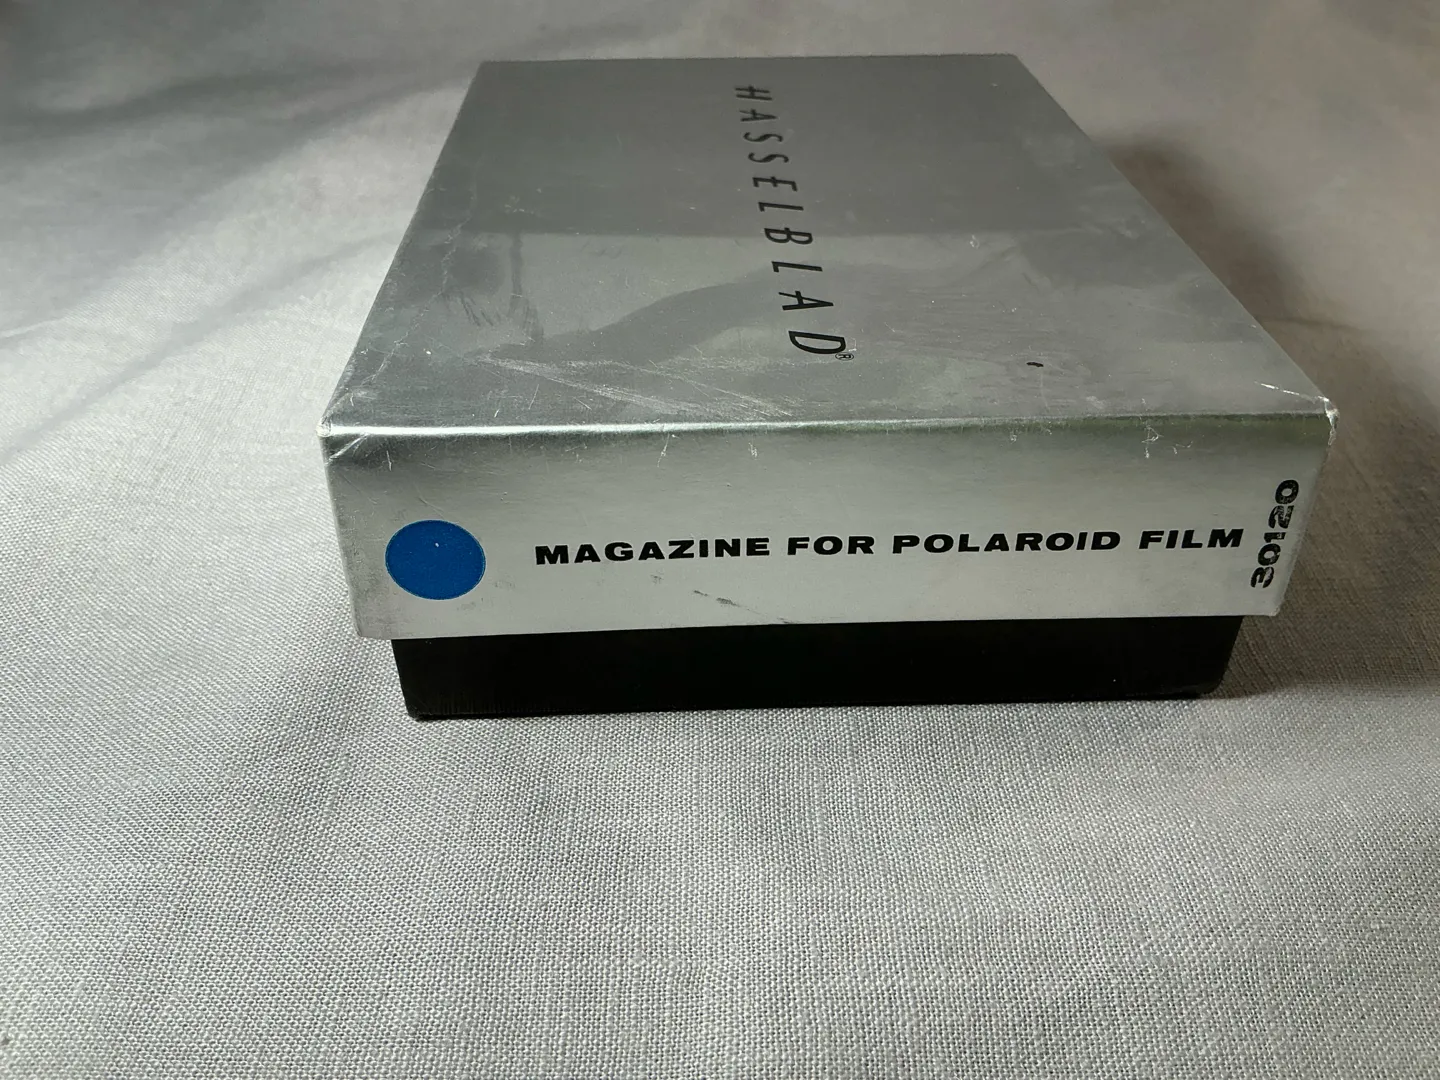 HASSELBLAD®
MAGAZINE FOR POLAROID FILM
30120